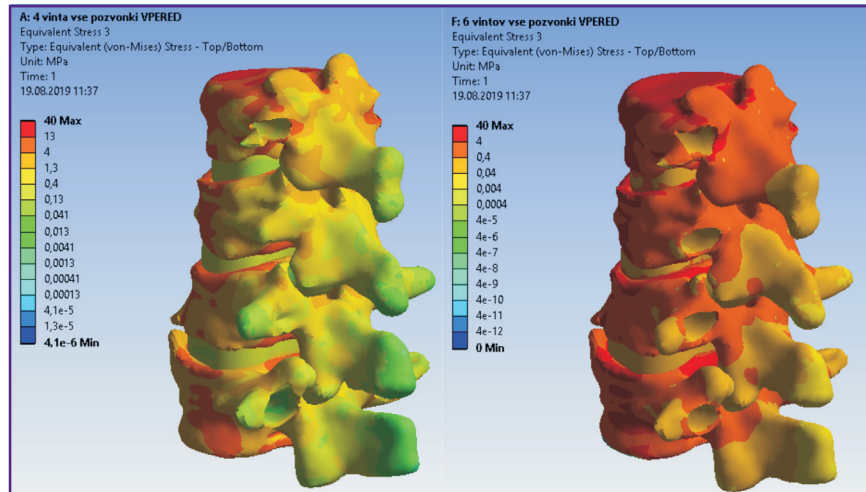 A: 4 vinta vse pozvonki VPERED
Equivalent Stress 3
Type: Equivalent (von-Mises) Stress - Top/Bottom
Unit: MPa
Time: 1
19.08.2019 11:37
40 Max
13
4
1,3
0,4
0,13
0,041
0,013
0,0041
0,0013
0,00041
0,00013
4,1e-5
1,3e-5
4,1e-6 Min
F: 6 vintov vse pozvonki VPERED
Equivalent Stress 3
Type: Equivalent (von-Mises) Stress - Top/Bottom
Unit: MPa
Time: 1
19.08.2019 11:37
40 Max
4
0,4
0,04
0,004
0,0004
4e-5
4e-6
4e-7
4e-8
4e-9
4e-10
4e-11
4e-12
0 Min